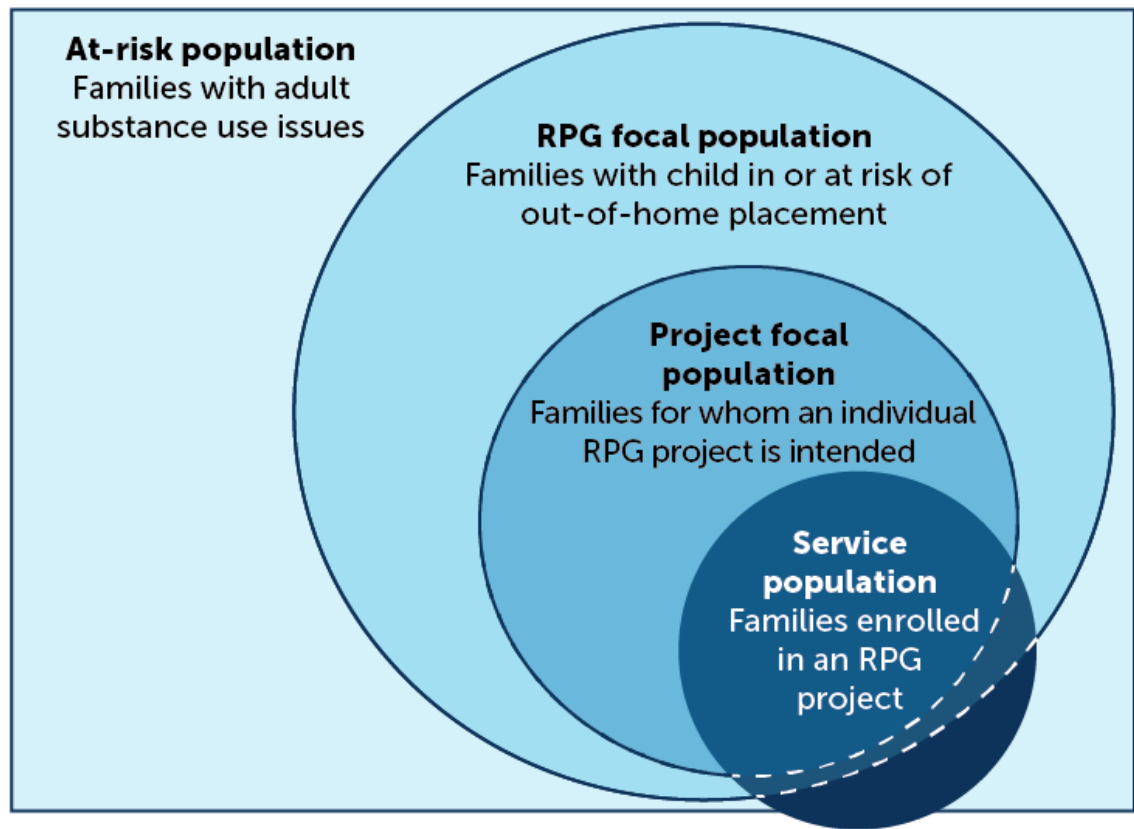 At-risk population
Families with adult
substance use issues
RPG focal population
Families with child in or at risk of
out-of-home placement
Project focal
population
Families for whom an individual
RPG project is intended
Service
population
Families enrolled
in an RPG
project